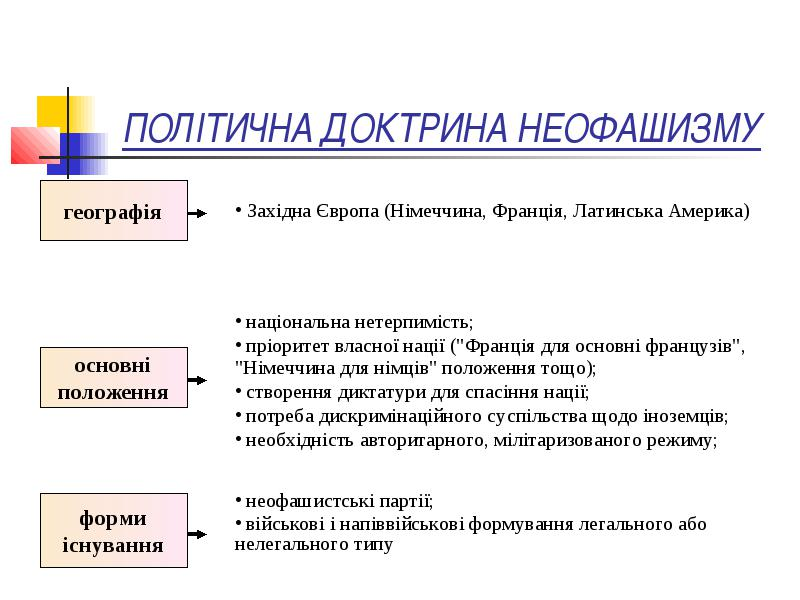 ПОЛІТИЧНА ДОКТРИНА НЕОФАШИЗМУ
географія
• Західна Європа (Німеччина, Франція, Латинська Америка)
основні
положення
• національна нетерпимість;
• пріоритет власної нації ("Франція для основні французів",
"Німеччина для німців" положення тощо);
• створення диктатури для спасіння нації;
• потреба дискримінаційного суспільства щодо іноземців;
• необхідність авторитарного, мілітаризованого режиму;
форми
існування
• неофашистські партії;
• військові і напіввійськові формування легального або
нелегального типу